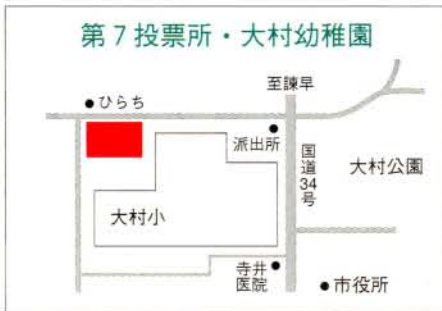 第7投票所・大村幼稚園
至諫早
●ひらち
派出所
国道34号
大村公園
大村小
寺井
医院
●市役所